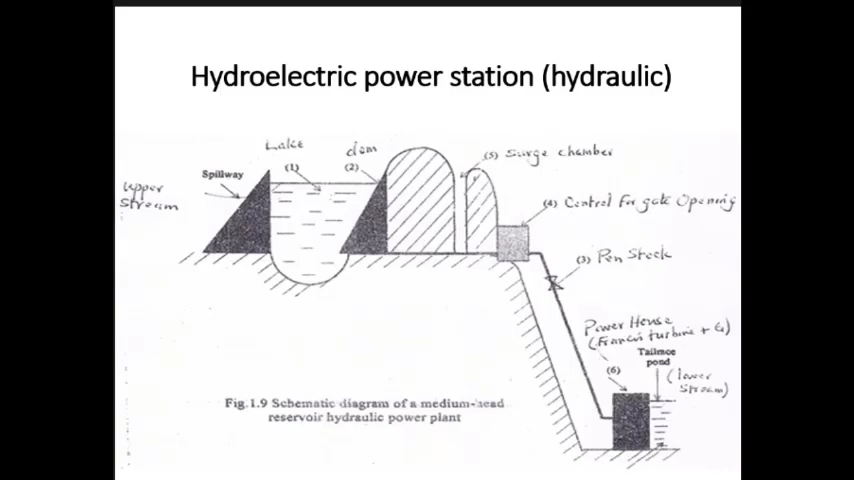 Hydroelectric power station (hydraulic)
Lake
(1)
dam
(2)
(5) Surge chamber
Spillway
Upper
Stream
(4) Control For gate Opening
(3) Pen Stock
Power House
(Francis turbine + G)
Tailrace
pond
(6)
(lower
Stream)
Fig.1.9 Schematic diagram of a medium-head
reservoir hydraulic power plant